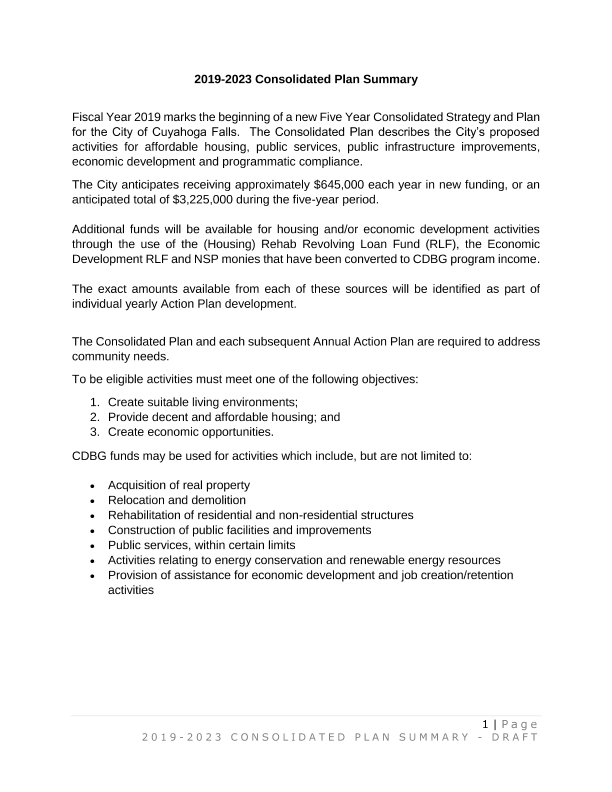 2019-2023 Consolidated Plan Summary
Fiscal Year 2019 marks the beginning of a new Five Year Consolidated Strategy and Plan
for the City of Cuyahoga Falls.  The Consolidated Plan describes the City's proposed
activities for affordable housing, public services, public infrastructure improvements,
economic development and programmatic compliance.
The City anticipates receiving approximately $645,000 each year in new funding, or an
anticipated total of $3,225,000 during the five-year period.
Additional funds will be available for housing and/or economic development activities
through the use of the (Housing) Rehab Revolving Loan Fund (RLF), the Economic
Development RLF and NSP monies that have been converted to CDBG program income.
The exact amounts available from each of these sources will be identified as part of
individual yearly Action Plan development.
The Consolidated Plan and each subsequent Annual Action Plan are required to address
community needs.
To be eligible activities must meet one of the following objectives:
1. Create suitable living environments;
2. Provide decent and affordable housing; and
3. Create economic opportunities.
CDBG funds may be used for activities which include, but are not limited to:
• Acquisition of real property
• Relocation and demolition
• Rehabilitation of residential and non-residential structures
• Construction of public facilities and improvements
• Public services, within certain limits
• Activities relating to energy conservation and renewable energy resources
• Provision of assistance for economic development and job creation/retention
activities
1 | Page
2019-2023 CONSOLIDATED PLAN SUMMARY - DRAFT